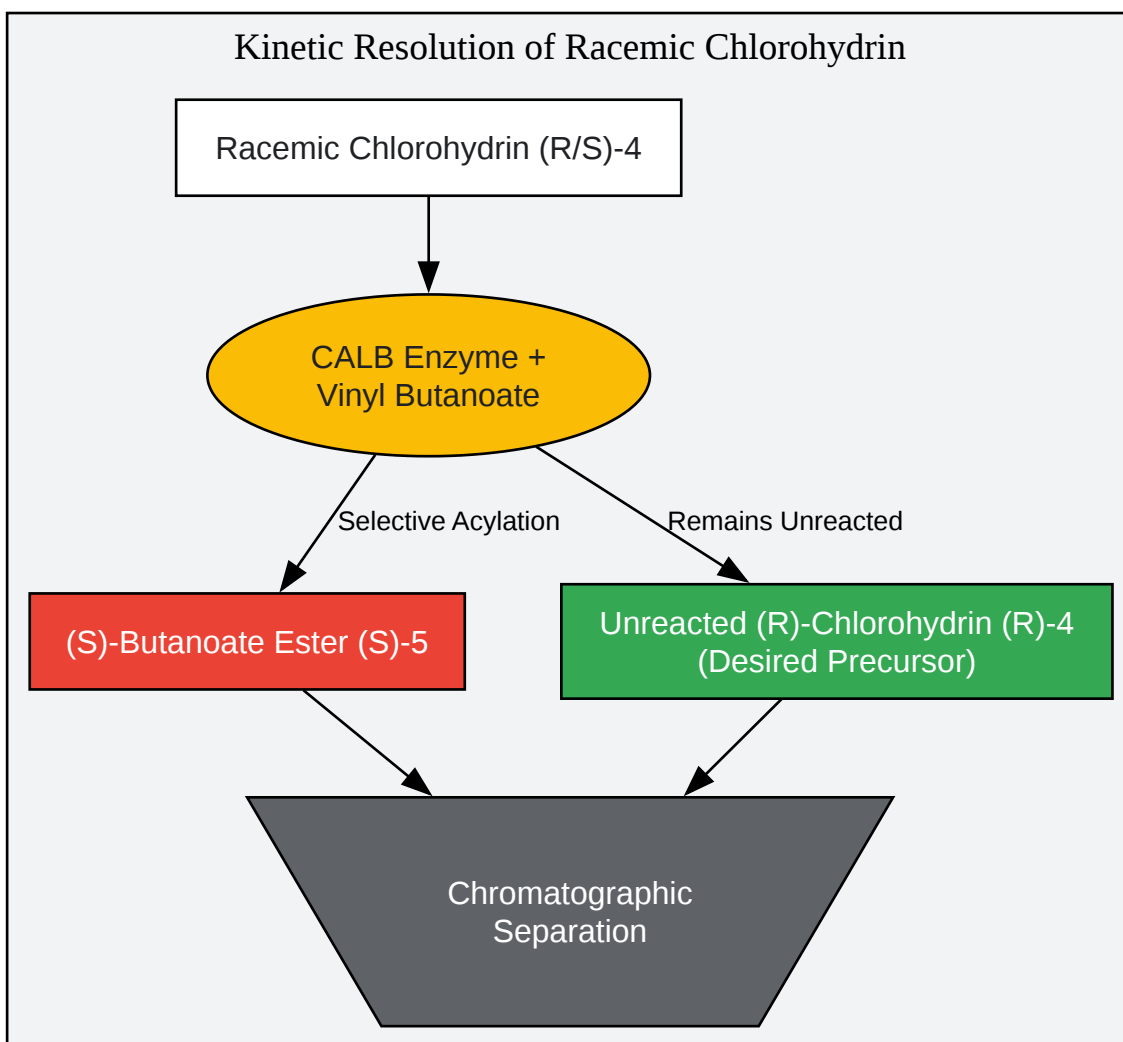 Kinetic Resolution of Racemic Chlorohydrin
Racemic Chlorohydrin (R/S)-4
CALB Enzyme +
Vinyl Butanoate
Selective Acylation
Remains Unreacted
(S)-Butanoate Ester (S)-5
Unreacted (R)-Chlorohydrin (R)-4
(Desired Precursor)
Chromatographic
Separation